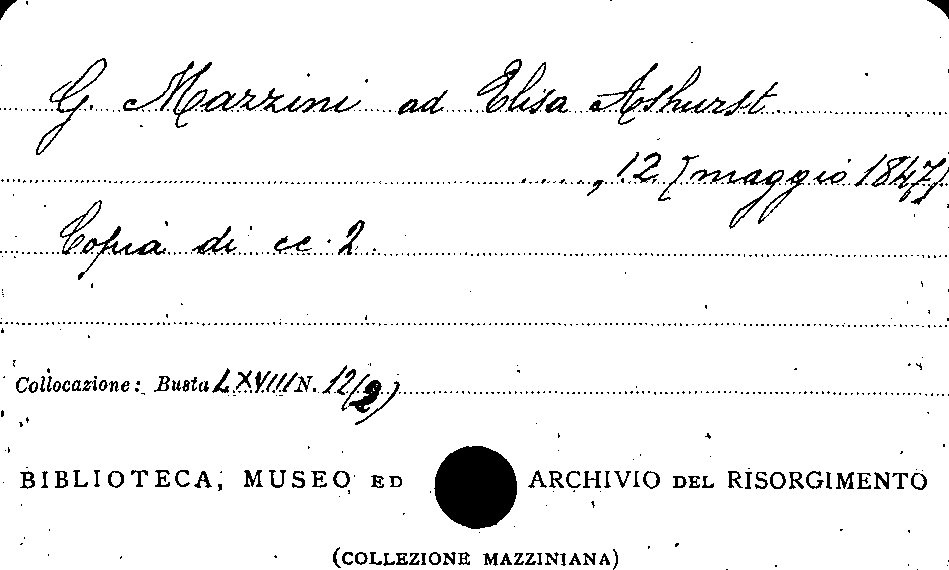 G. Mazzini ad Elisa Ashurst
...., 12 [maggio 1847]
Copia di cc. 2.
Collocazione: Busta LXVIII N. 12/2)
BIBLIOTECA, MUSEO ED ARCHIVIO DEL RISORGIMENTO
(COLLEZIONE MAZZINIANA)